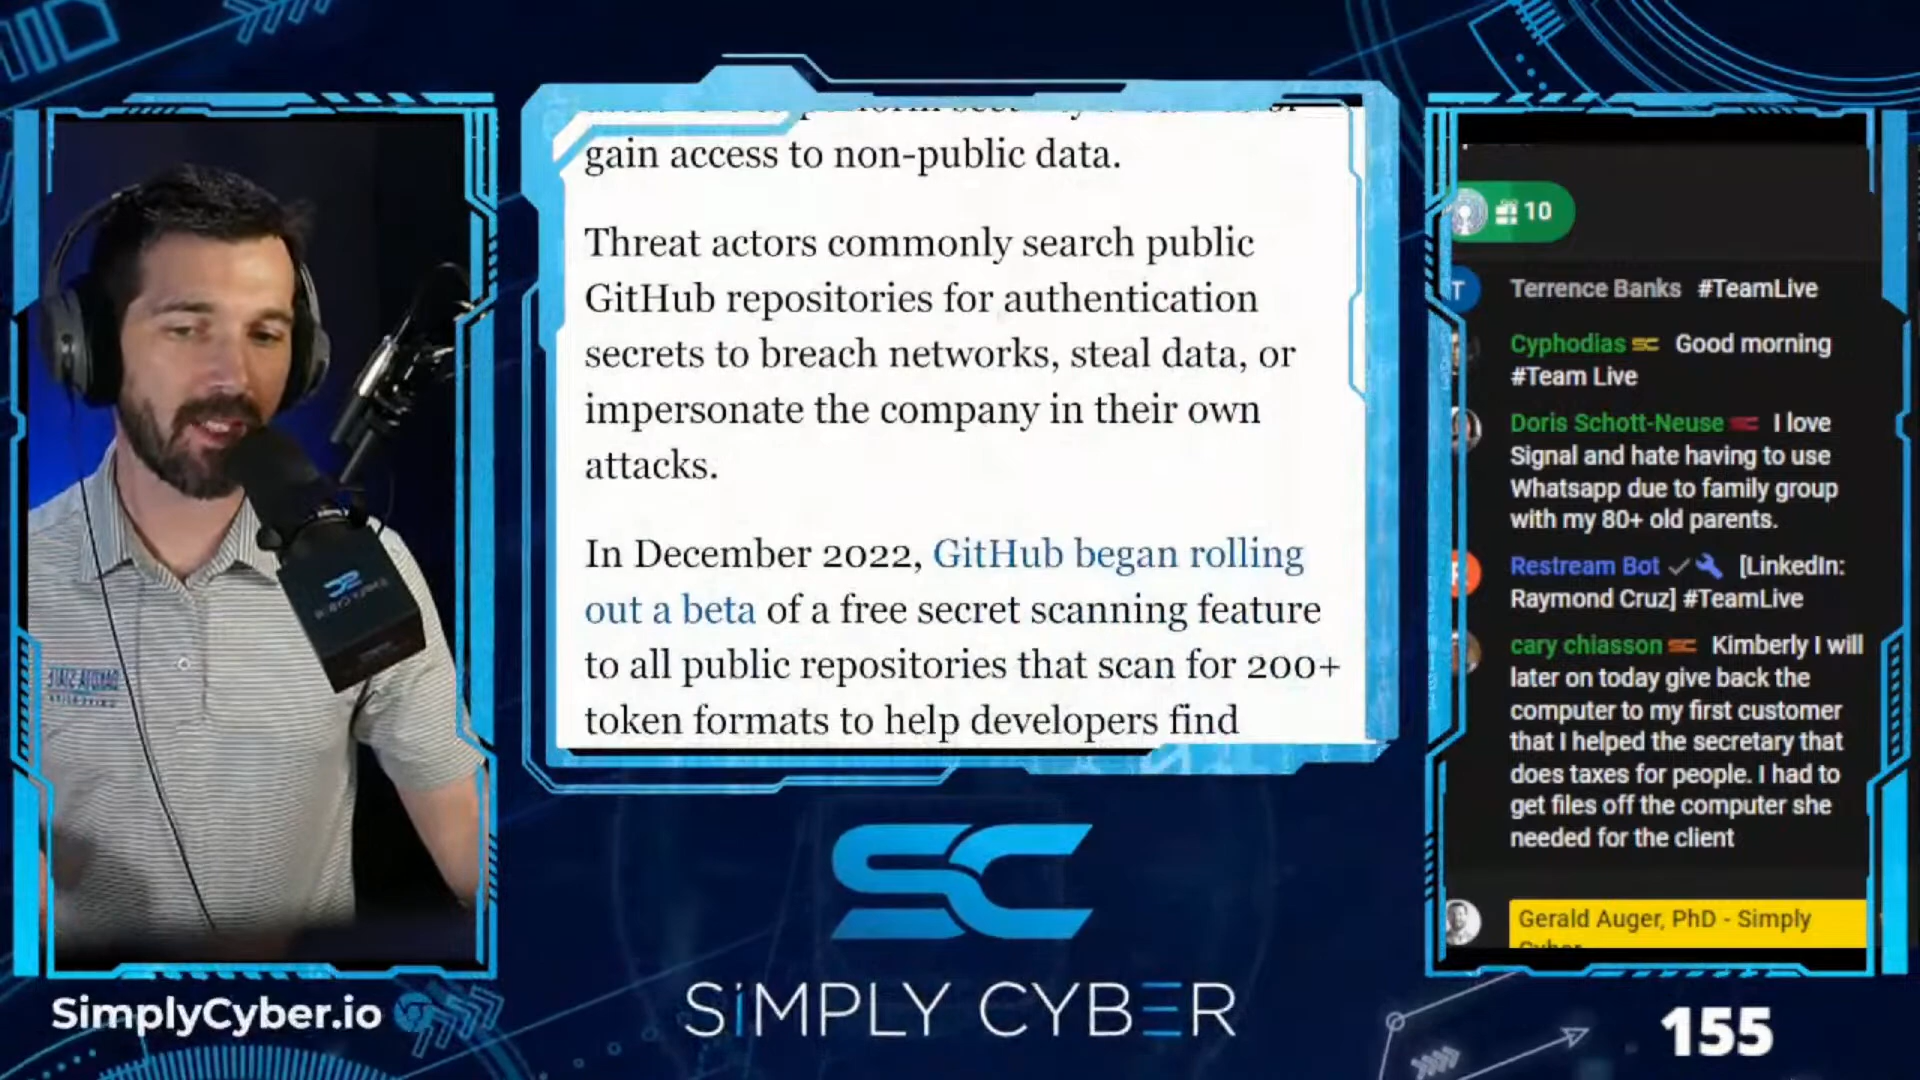 gain access to non-public data.
Threat actors commonly search public
GitHub repositories for authentication
secrets to breach networks, steal data, or
impersonate the company in their own
attacks.
In December 2022, GitHub began rolling
out a beta of a free secret scanning feature
to all public repositories that scan for 200+
token formats to help developers find
10
T
Terrence Banks #TeamLive
Cyphodias SC Good morning
#Team Live
Doris Schott-Neuse I love
Signal and hate having to use
Whatsapp due to family group
with my 80+ old parents.
Restream Bot [LinkedIn:
Raymond Cruz] #TeamLive
cary chiasson SC Kimberly I will
later on today give back the
computer to my first customer
that I helped the secretary that
does taxes for people. I had to
get files off the computer she
needed for the client
Gerald Auger, PhD - Simply
Cyber
SC
SiMPLY CYBER
SimplyCyber.io
155